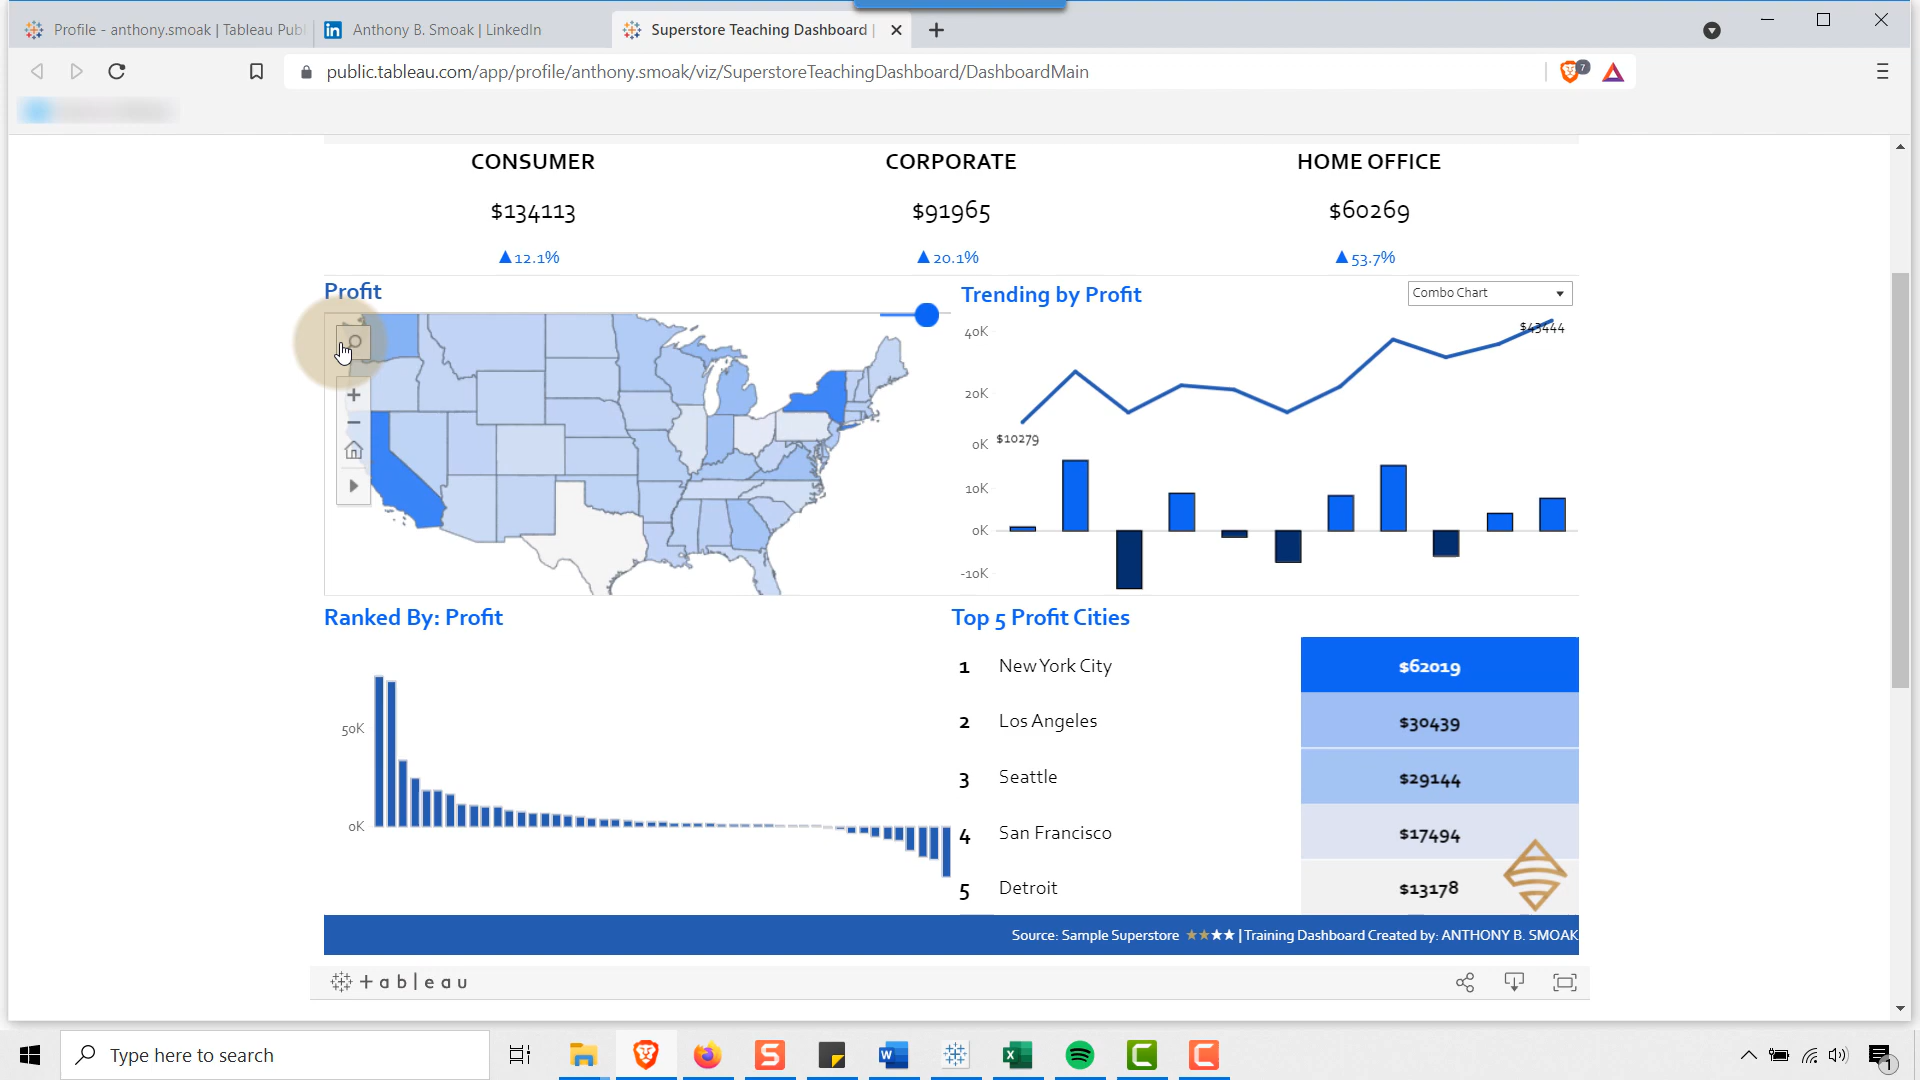 Profile - anthony.smoak | Tableau Publ
Anthony B. Smoak | LinkedIn
Superstore Teaching Dashboard |
public.tableau.com/app/profile/anthony.smoak/viz/SuperstoreTeachingDashboard/DashboardMain
7
CONSUMER
CORPORATE
HOME OFFICE
$134113
$91965
$60269
▲12.1%
▲20.1%
▲53.7%
Profit
Trending by Profit
Combo Chart
40K
$43444
20K
0K
$10279
10K
0K
-10K
Ranked By: Profit
50K
0K
Top 5 Profit Cities
1 New York City $62019
2 Los Angeles $30439
3 Seattle $29144
4 San Francisco $17494
5 Detroit $13178
Source: Sample Superstore ★★★★ | Training Dashboard Created by: ANTHONY B. SMOAK
+ a b | e a u
Type here to search
1